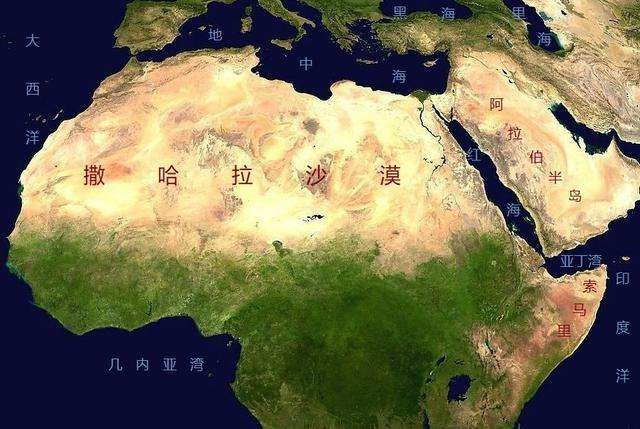 大西洋
地中海
黑海
里海
撒哈拉沙漠
红海
阿拉伯半岛
亚丁湾
索马里
印度洋
几内亚湾